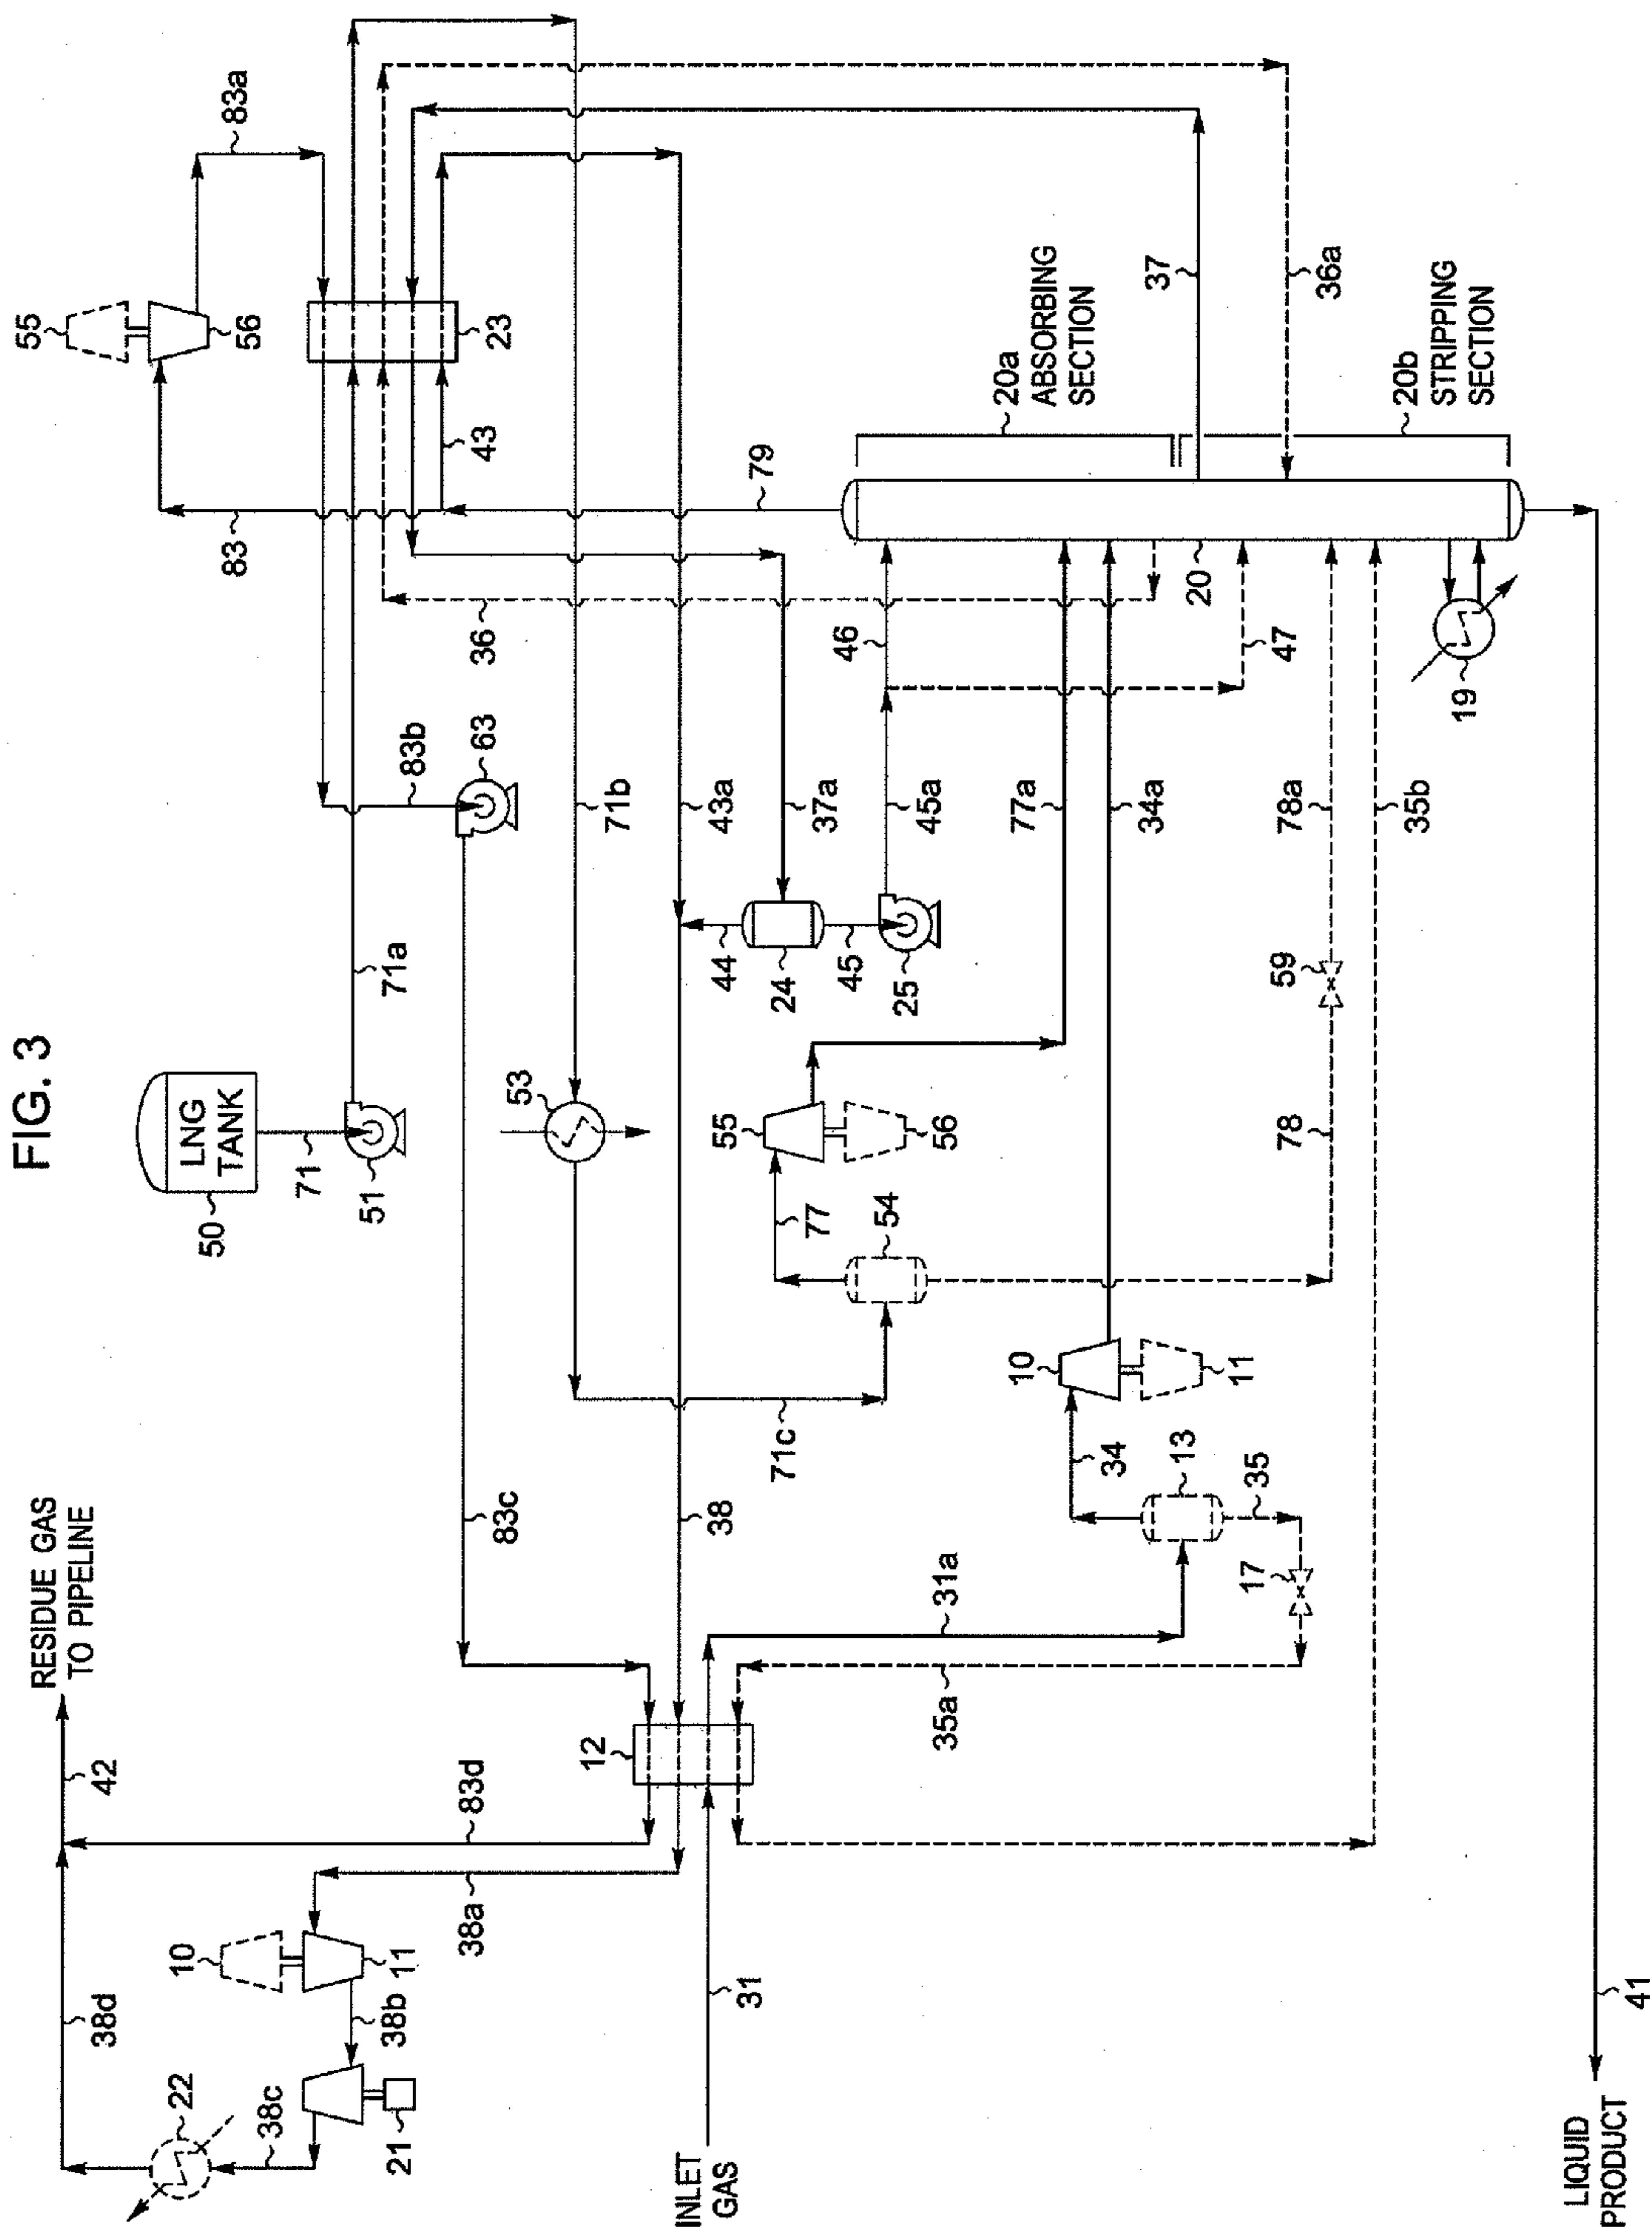 FIG. 3
RESIDUE GAS
TO PIPELINE
42
38d
22
38c
21
38b
10
11
38a
83d
12
INLET
GAS
31
31a
35a
17
35
13
34
10
11
34a
38
83c
71c
LNG
TANK
50
71
51
71a
53
71b
54
77
55
56
77a
78
59
78a
35b
44
24
45
25
43a
37a
45a
46
47
83b
63
36
83
43
23
55
56
83a
79
20
19
20a
ABSORBING
SECTION
20b
STRIPPING
SECTION
37
36a
41
LIQUID
PRODUCT